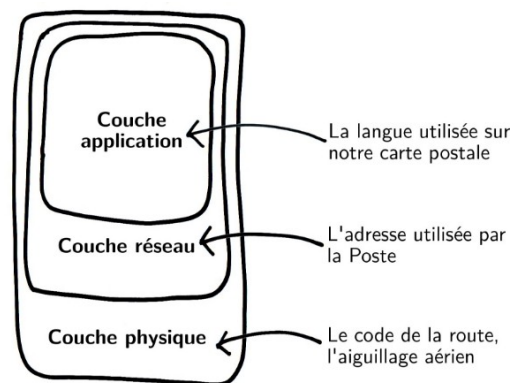 Couche
application
La langue utilisée sur
notre carte postale
Couche réseau
L'adresse utilisée par
la Poste
Couche physique
Le code de la route,
l'aiguillage aérien